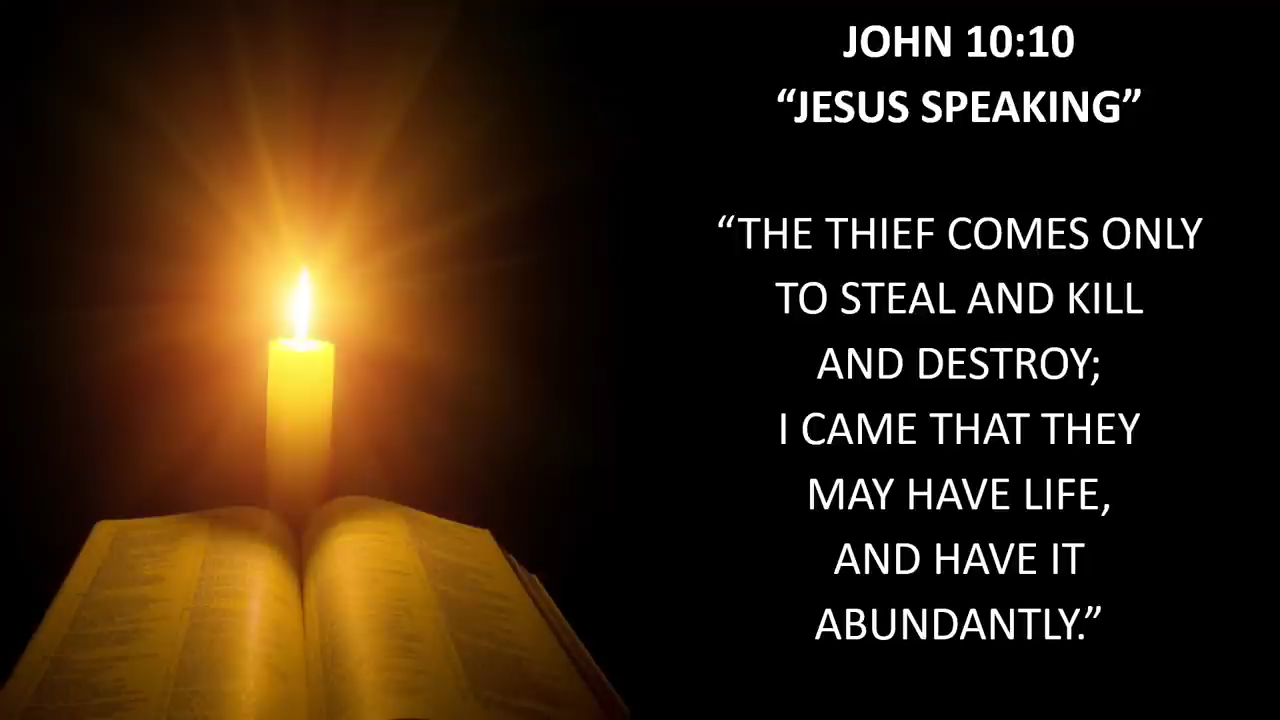 JOHN 10:10
“JESUS SPEAKING”
“THE THIEF COMES ONLY
TO STEAL AND KILL
AND DESTROY;
I CAME THAT THEY
MAY HAVE LIFE,
AND HAVE IT
ABUNDANTLY.”